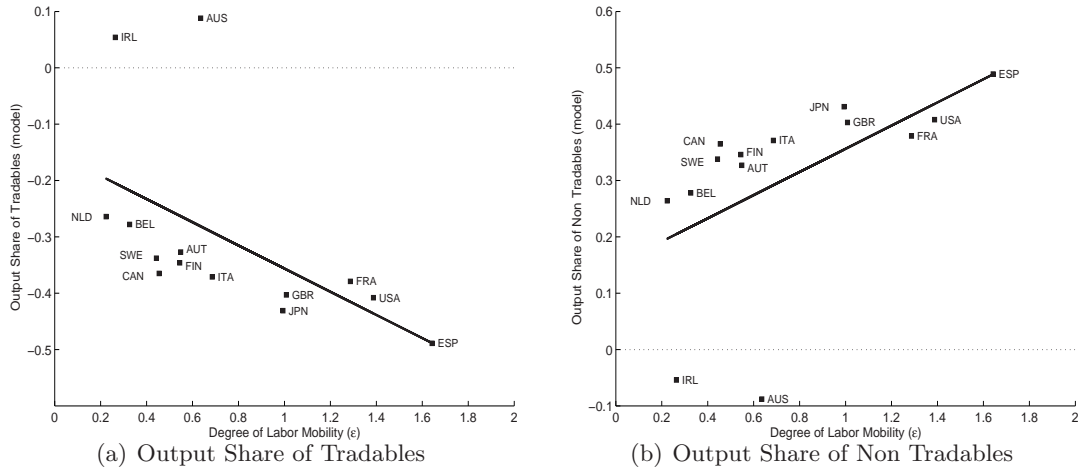 0.1
0
−0.1
−0.2
−0.3
−0.4
−0.5
Output Share of Tradables (model)
AUS
IRL
NLD
BEL
SWE
AUT
FIN
CAN
ITA
FRA
GBR
USA
JPN
ESP
0 0.2 0.4 0.6 0.8 1 1.2 1.4 1.6 1.8 2
Degree of Labor Mobility (ε)
(a) Output Share of Tradables
0.6
0.5
0.4
0.3
0.2
0.1
0
−0.1
Output Share of Non Tradables (model)
ESP
JPN
GBR
USA
FRA
CAN
ITA
FIN
SWE
AUT
BEL
NLD
IRL
AUS
0 0.2 0.4 0.6 0.8 1 1.2 1.4 1.6 1.8 2
Degree of Labor Mobility (ε)
(b) Output Share of Non Tradables